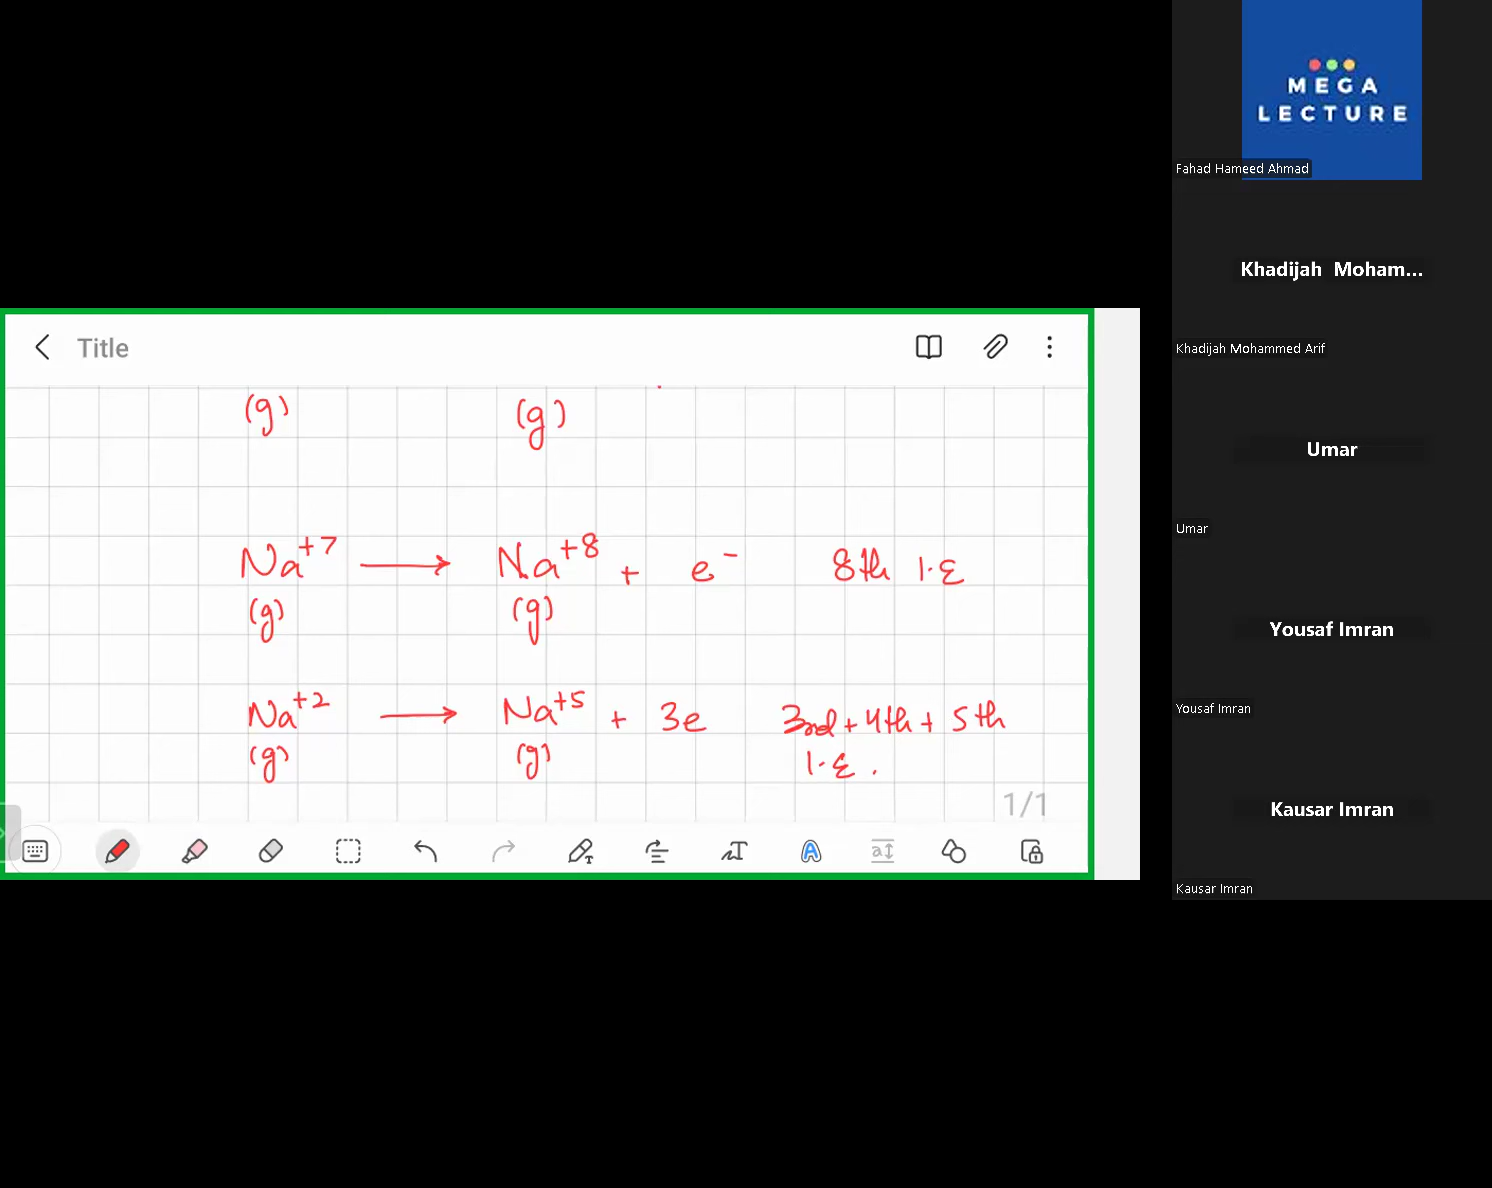 Title
(g) (g)
Na+7 → Na+8 + e- 8th I.E
(g) (g)
Na+2 → Na+5 + 3e 3rd + 4th + 5th
(g) (g) I.E.
1/1
MEGA
LECTURE
Fahad Hameed Ahmad
Khadijah Moham...
Khadijah Mohammed Arif
Umar
Umar
Yousaf Imran
Yousaf Imran
Kausar Imran
Kausar Imran